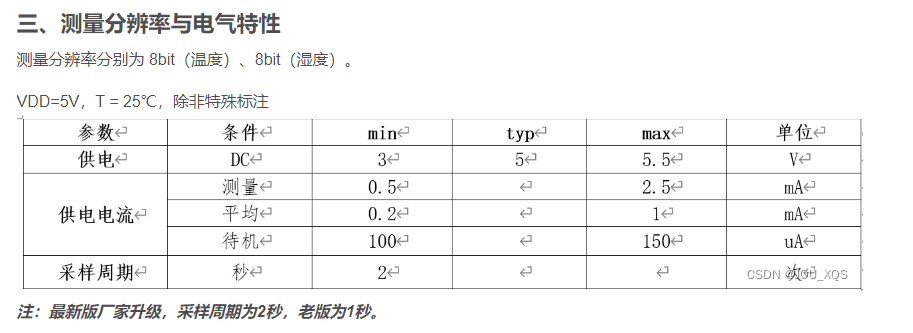 三、测量分辨率与电气特性
测量分辨率分别为 8bit（温度）、8bit（湿度）。
VDD=5V，T = 25℃，除非特殊标注
参数 条件 min typ max 单位
供电 DC 3 5 5.5 V
供电电流 测量 0.5 2.5 mA
平均 0.2 1 mA
待机 100 150 uA
采样周期 秒 2 次
注：最新版厂家升级，采样周期为2秒，老版为1秒。